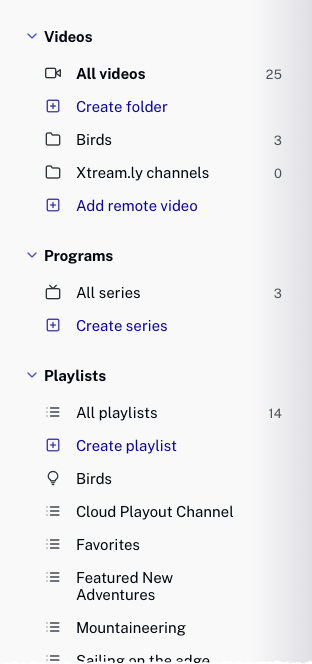 Videos
All videos 25
Create folder
Birds 3
Xtream.ly channels 0
Add remote video
Programs
All series 3
Create series
Playlists
All playlists 14
Create playlist
Birds
Cloud Playout Channel
Favorites
Featured New
Adventures
Mountaineering
Sailing on the edge